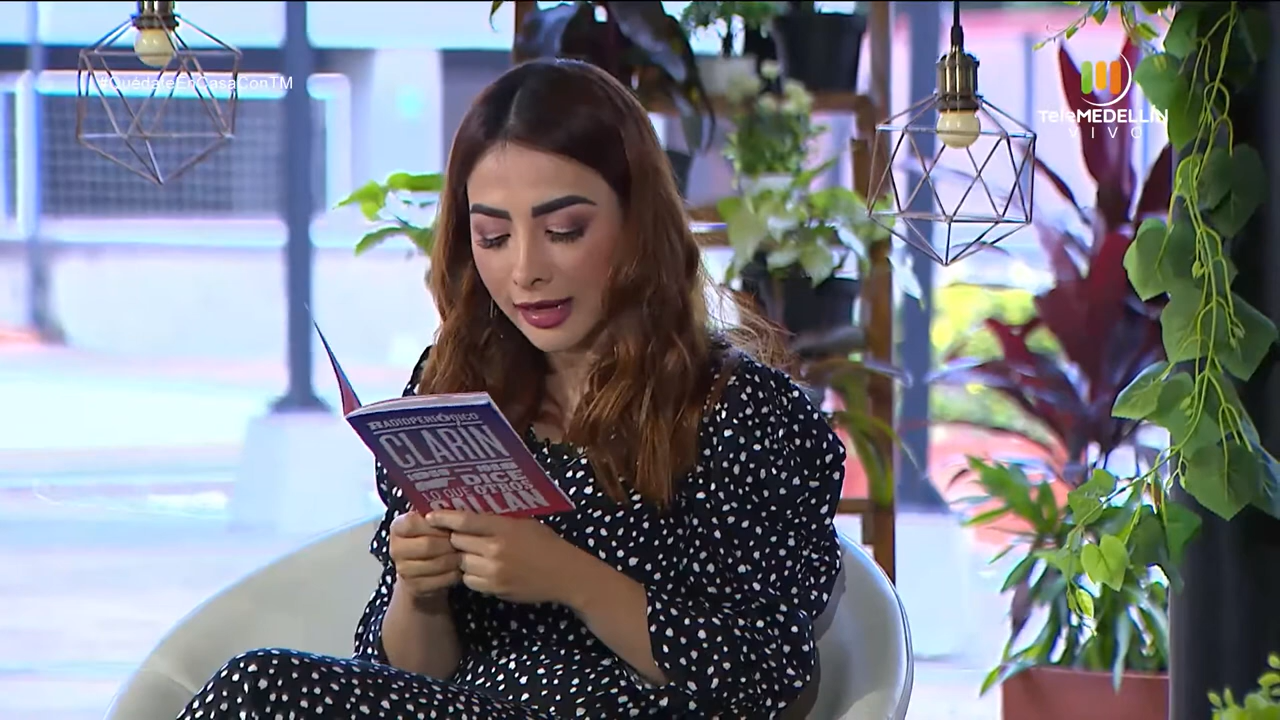 #QuédateEnCasaConTM
TeleMEDELLÍN
VIVO
RADIOPERIÓDICO
CLARÍN
DICE
LO QUE OTROS
CALLAN